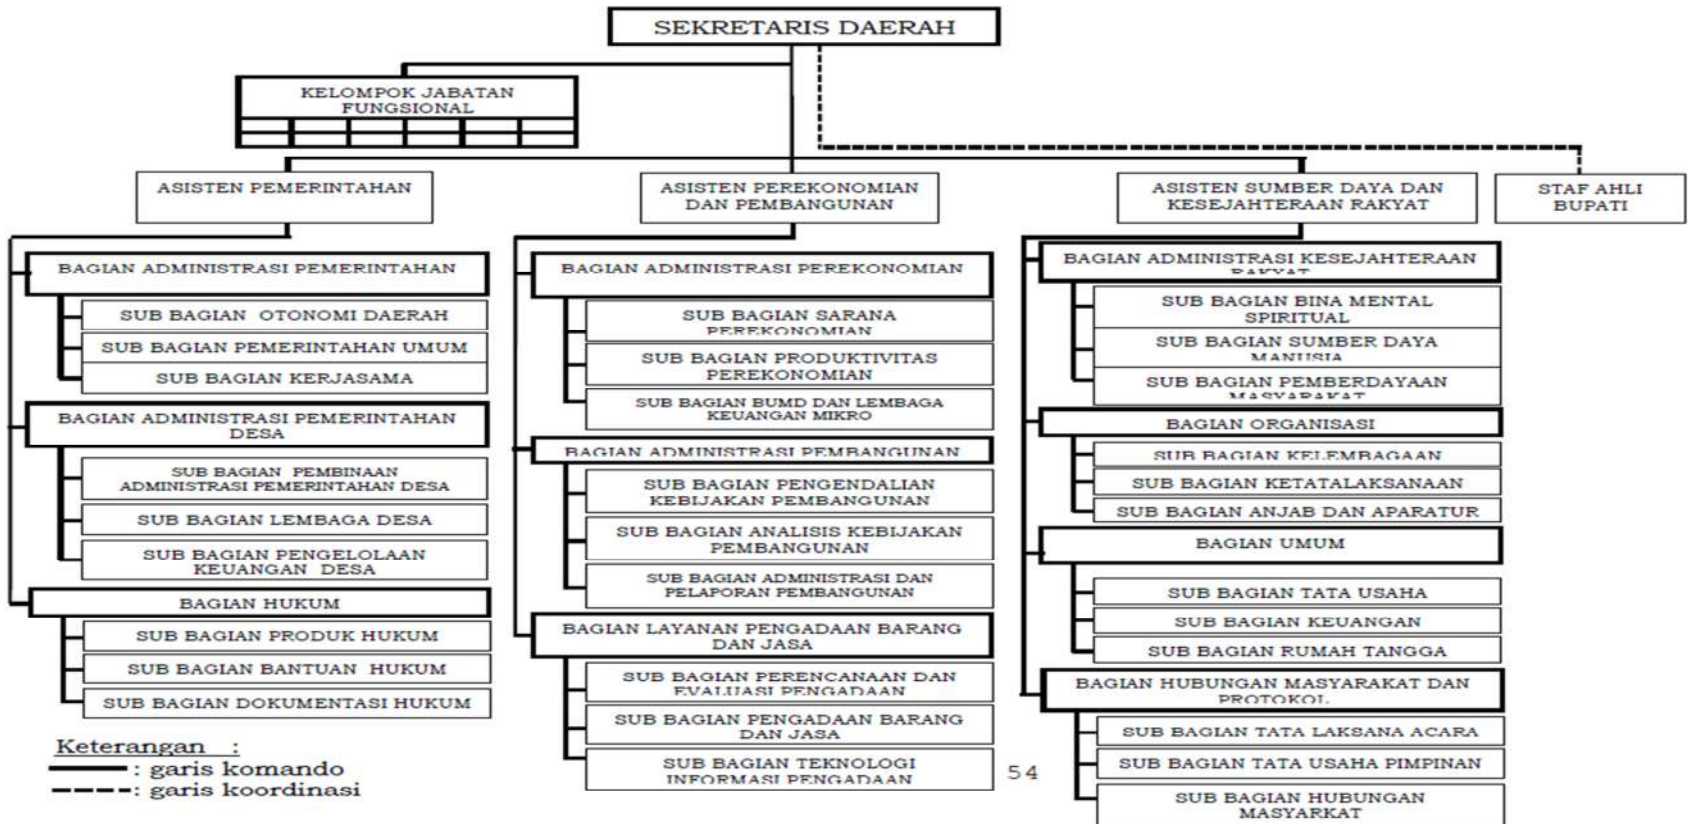 SEKRETARIS DAERAH
KELOMPOK JABATAN
FUNGSIONAL
ASISTEN PEMERINTAHAN
ASISTEN PEREKONOMIAN
DAN PEMBANGUNAN
ASISTEN SUMBER DAYA DAN
KESEJAHTERAAN RAKYAT
STAF AHLI
BUPATI
BAGIAN ADMINISTRASI PEMERINTAHAN
SUB BAGIAN OTONOMI DAERAH
SUB BAGIAN PEMERINTAHAN UMUM
SUB BAGIAN KERJASAMA
BAGIAN ADMINISTRASI PEMERINTAHAN
DESA
SUB BAGIAN PEMBINAAN
ADMINISTRASI PEMERINTAHAN DESA
SUB BAGIAN LEMBAGA DESA
SUB BAGIAN PENGELOLAAN
KEUANGAN DESA
BAGIAN HUKUM
SUB BAGIAN PRODUK HUKUM
SUB BAGIAN BANTUAN HUKUM
SUB BAGIAN DOKUMENTASI HUKUM
BAGIAN ADMINISTRASI PEREKONOMIAN
SUB BAGIAN SARANA
PEREKONOMIAN
SUB BAGIAN PRODUKTIVITAS
PEREKONOMIAN
SUB BAGIAN BUMD DAN LEMBAGA
KEUANGAN MIKRO
BAGIAN ADMINISTRASI PEMBANGUNAN
SUB BAGIAN PENGENDALIAN
KEBIJAKAN PEMBANGUNAN
SUB BAGIAN ANALISIS KEBIJAKAN
PEMBANGUNAN
SUB BAGIAN ADMINISTRASI DAN
PELAPORAN PEMBANGUNAN
BAGIAN LAYANAN PENGADAAN BARANG
DAN JASA
SUB BAGIAN PERENCANAAN DAN
EVALUASI PENGADAAN
SUB BAGIAN PENGADAAN BARANG
DAN JASA
SUB BAGIAN TEKNOLOGI
INFORMASI PENGADAAN
BAGIAN ADMINISTRASI KESEJAHTERAAN
RAKYAT
SUB BAGIAN BINA MENTAL
SPIRITUAL
SUB BAGIAN SUMBER DAYA
MANUSIA
SUB BAGIAN PEMBERDAYAAN
MASYARAKAT
BAGIAN ORGANISASI
SUB BAGIAN KELEMBAGAAN
SUB BAGIAN KETATALAKSANAAN
SUB BAGIAN ANJAB DAN APARATUR
BAGIAN UMUM
SUB BAGIAN TATA USAHA
SUB BAGIAN KEUANGAN
SUB BAGIAN RUMAH TANGGA
BAGIAN HUBUNGAN MASYARAKAT DAN
PROTOKOL
SUB BAGIAN TATA LAKSANA ACARA
SUB BAGIAN TATA USAHA PIMPINAN
SUB BAGIAN HUBUNGAN
MASYARKAT
Keterangan :
: garis komando
: garis koordinasi
54